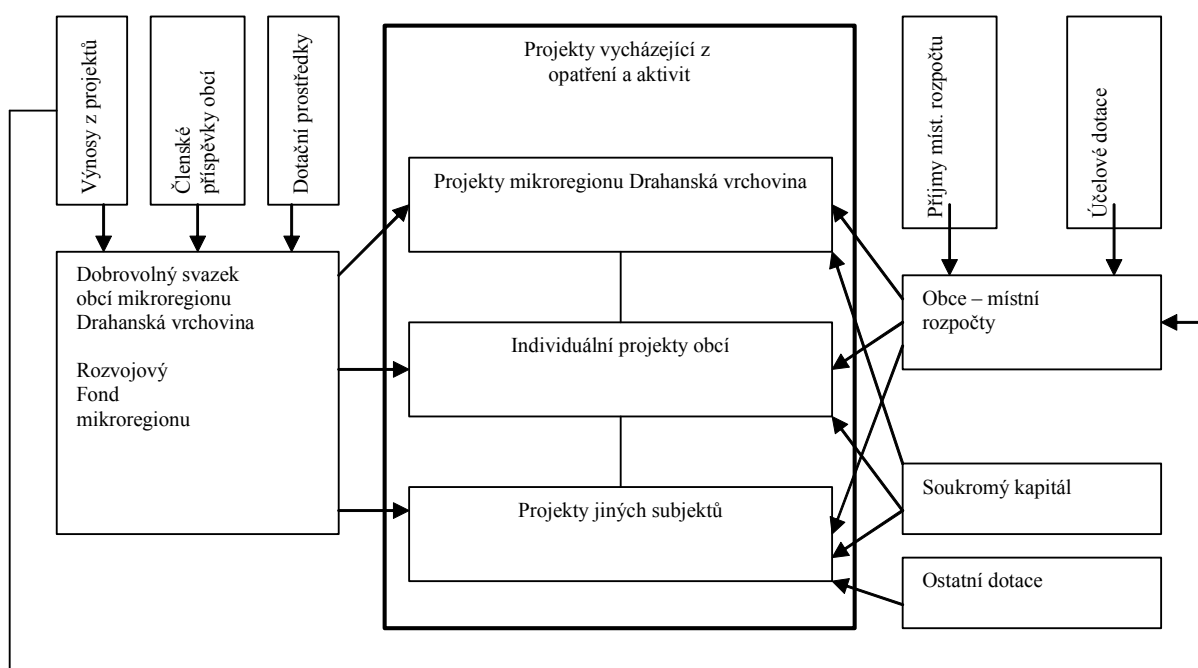 Výnosy z projektů
Členské
příspěvky obcí
Dotační prostředky
Projekty vycházející z
opatření a aktivit
Příjmy míst. rozpočtu
Účelové dotace
Projekty mikroregionu Drahanská vrchovina
Dobrovolný svazek
obcí mikroregionu
Drahanská vrchovina
Rozvojový
Fond
mikroregionu
Obce – místní
rozpočty
Individuální projekty obcí
Soukromý kapitál
Projekty jiných subjektů
Ostatní dotace